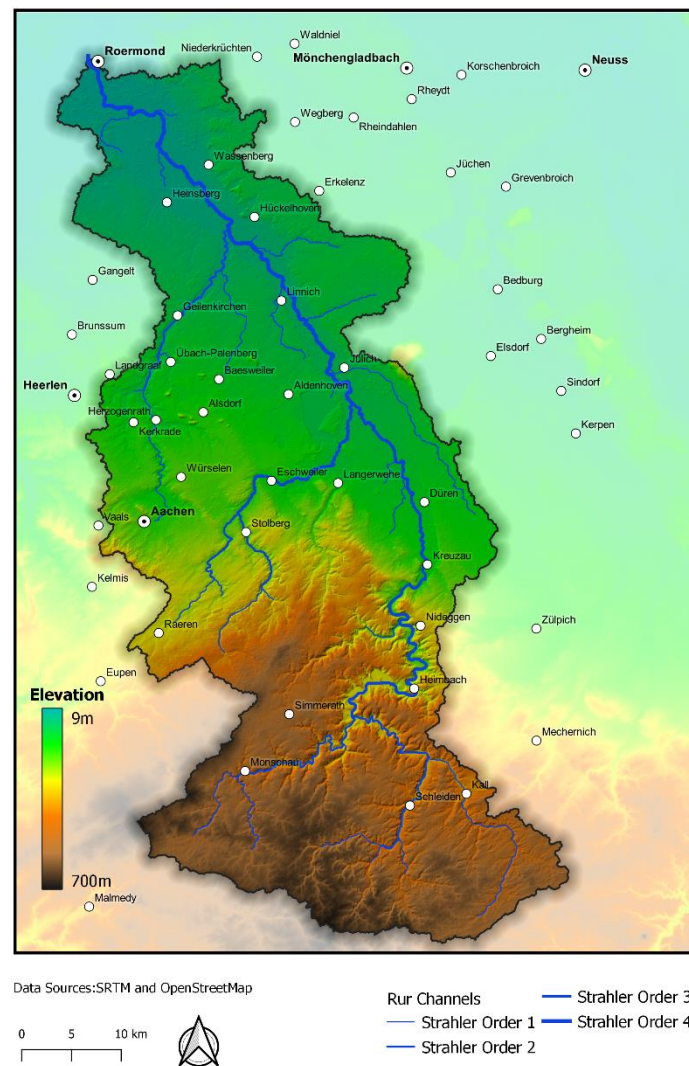 Waldniel
Roermond
Niederkrüchten
Mönchengladbach
Neuss
Korschenbroich
Rheydt
Wegberg
Rheindahlen
Wassenberg
Jüchen
Erkelenz
Grevenbroich
Heinsberg
Hückelhoven
Gangelt
Bedburg
Linnich
Geilenkirchen
Brunssum
Bergheim
Elsdorf
Übach-Palenberg
Jülich
Landgraaf
Baesweiler
Aldenhoven
Sindorf
Heerlen
Herzogenrath
Alsdorf
Kerkrade
Kerpen
Würselen
Eschweiler
Langerwehe
Düren
Aachen
Vaals
Stolberg
Kreuzau
Kelmis
Nideggen
Zülpich
Raeren
Eupen
Heimbach
Elevation
9m
Simmerath
Mechernich
Monschau
Kall
Schleiden
700m
Malmedy
Data Sources:SRTM and OpenStreetMap
Rur Channels
Strahler Order 1
Strahler Order 2
Strahler Order 3
Strahler Order 4
0 5 10 km